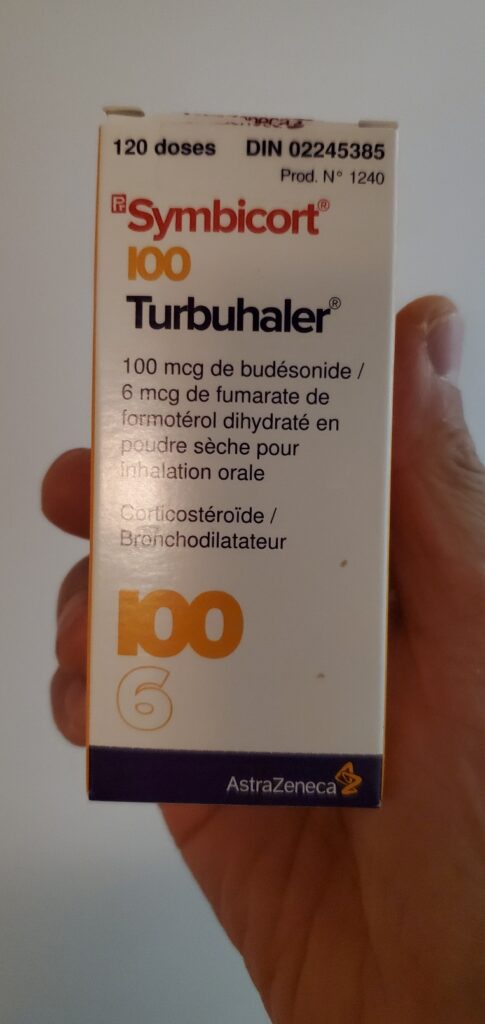 120 doses DIN 02245385
Prod. N° 1240
Pr Symbicort®
100
Turbuhaler®
100 mcg de budésonide /
6 mcg de fumarate de
formotérol dihydraté en
poudre sèche pour
inhalation orale
Corticostéroïde /
Bronchodilatateur
100
6
AstraZeneca